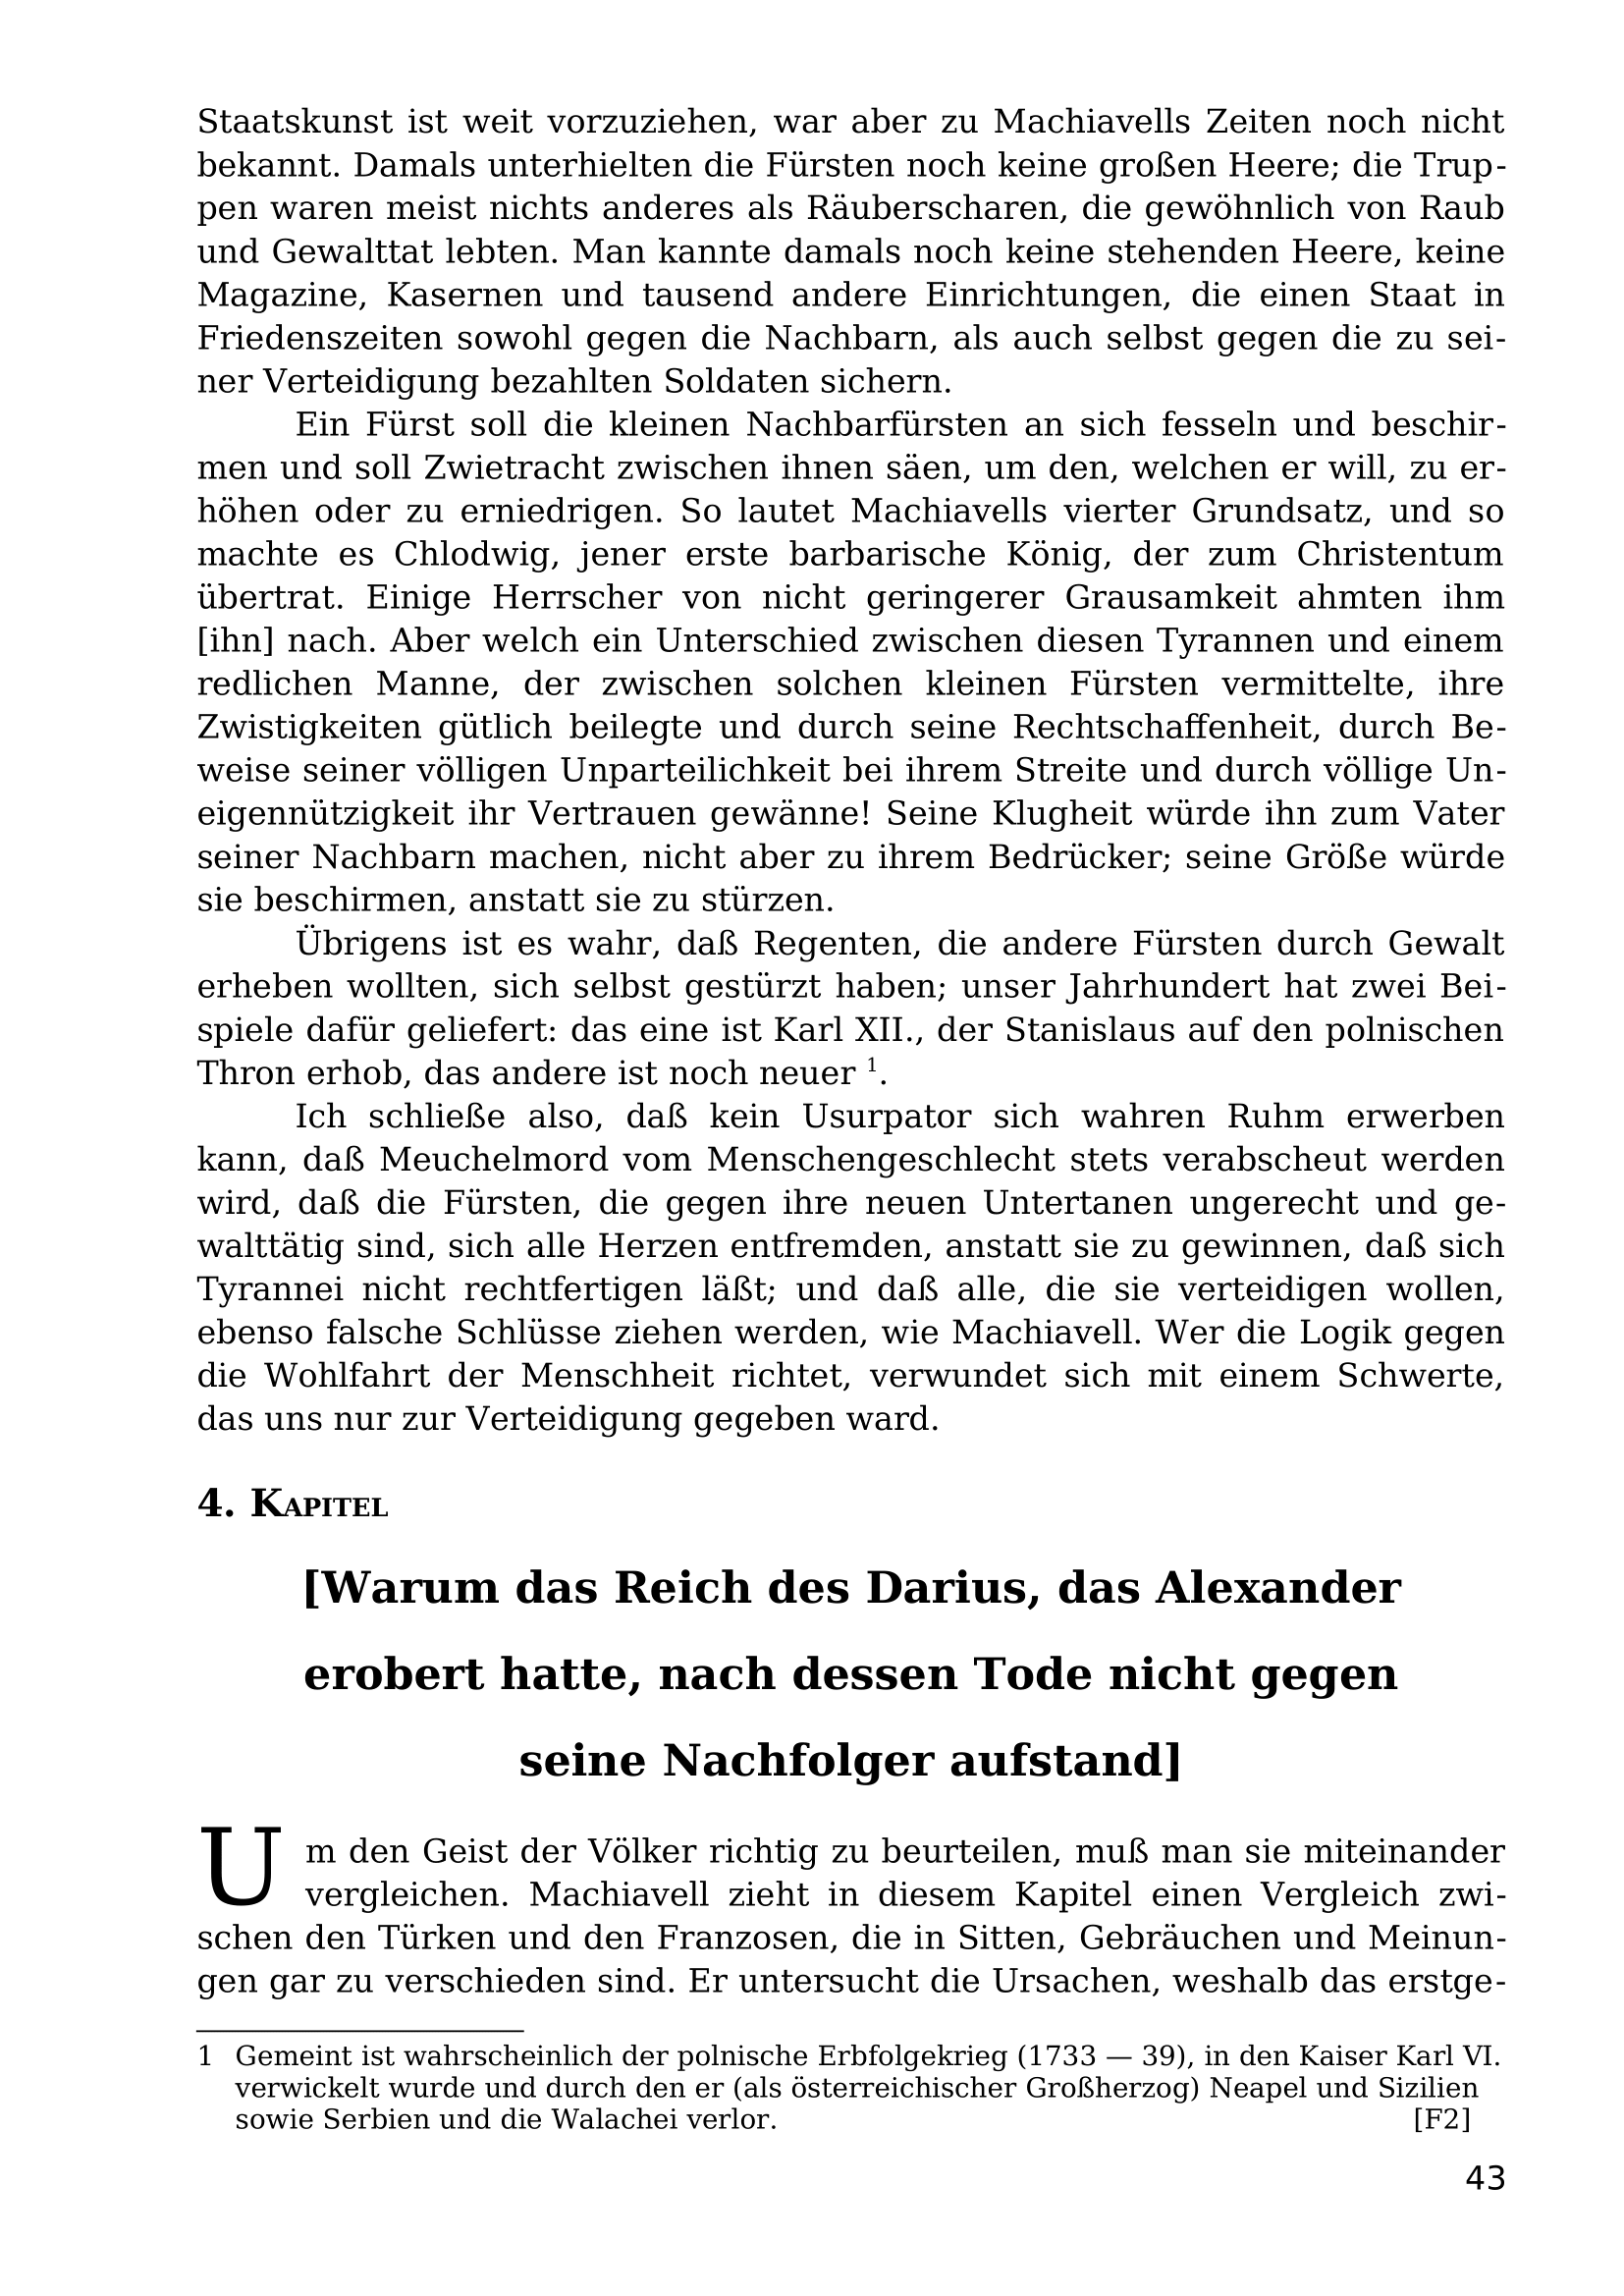 Staatskunst ist weit vorzuziehen, war aber zu Machiavells Zeiten noch nicht
bekannt. Damals unterhielten die Fürsten noch keine großen Heere; die Trup-
pen waren meist nichts anderes als Räuberscharen, die gewöhnlich von Raub
und Gewalttat lebten. Man kannte damals noch keine stehenden Heere, keine
Magazine, Kasernen und tausend andere Einrichtungen, die einen Staat in
Friedenszeiten sowohl gegen die Nachbarn, als auch selbst gegen die zu sei-
ner Verteidigung bezahlten Soldaten sichern.
Ein Fürst soll die kleinen Nachbarfürsten an sich fesseln und beschir-
men und soll Zwietracht zwischen ihnen säen, um den, welchen er will, zu er-
höhen oder zu erniedrigen. So lautet Machiavells vierter Grundsatz, und so
machte es Chlodwig, jener erste barbarische König, der zum Christentum
übertrat. Einige Herrscher von nicht geringerer Grausamkeit ahmten ihm
[ihn] nach. Aber welch ein Unterschied zwischen diesen Tyrannen und einem
redlichen Manne, der zwischen solchen kleinen Fürsten vermittelte, ihre
Zwistigkeiten gütlich beilegte und durch seine Rechtschaffenheit, durch Be-
weise seiner völligen Unparteilichkeit bei ihrem Streite und durch völlige Un-
eigennützigkeit ihr Vertrauen gewänne! Seine Klugheit würde ihn zum Vater
seiner Nachbarn machen, nicht aber zu ihrem Bedrücker; seine Größe würde
sie beschirmen, anstatt sie zu stürzen.
Übrigens ist es wahr, daß Regenten, die andere Fürsten durch Gewalt
erheben wollten, sich selbst gestürzt haben; unser Jahrhundert hat zwei Bei-
spiele dafür geliefert: das eine ist Karl XII., der Stanislaus auf den polnischen
Thron erhob, das andere ist noch neuer 1.
Ich schließe also, daß kein Usurpator sich wahren Ruhm erwerben
kann, daß Meuchelmord vom Menschengeschlecht stets verabscheut werden
wird, daß die Fürsten, die gegen ihre neuen Untertanen ungerecht und ge-
walttätig sind, sich alle Herzen entfremden, anstatt sie zu gewinnen, daß sich
Tyrannei nicht rechtfertigen läßt; und daß alle, die sie verteidigen wollen,
ebenso falsche Schlüsse ziehen werden, wie Machiavell. Wer die Logik gegen
die Wohlfahrt der Menschheit richtet, verwundet sich mit einem Schwerte,
das uns nur zur Verteidigung gegeben ward.
4. Kapitel
[Warum das Reich des Darius, das Alexander
erobert hatte, nach dessen Tode nicht gegen
seine Nachfolger aufstand]
Um den Geist der Völker richtig zu beurteilen, muß man sie miteinander
vergleichen. Machiavell zieht in diesem Kapitel einen Vergleich zwi-
schen den Türken und den Franzosen, die in Sitten, Gebräuchen und Meinun-
gen gar zu verschieden sind. Er untersucht die Ursachen, weshalb das erstge-
1 Gemeint ist wahrscheinlich der polnische Erbfolgekrieg (1733 — 39), in den Kaiser Karl VI.
verwickelt wurde und durch den er (als österreichischer Großherzog) Neapel und Sizilien
sowie Serbien und die Walachei verlor. [F2]
43